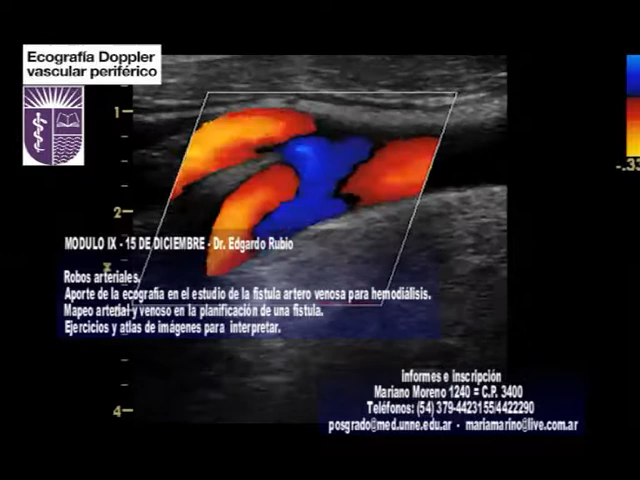 Ecografía Doppler
vascular periférico
1
2
4
-.33
MODULO IX - 15 DE DICIEMBRE - Dr. Edgardo Rubio
Robos arteriales.
Aporte de la ecografia en el estudio de la fistula artero venosa para hemodiálisis.
Mapeo arterial y venoso en la planificación de una fistula.
Ejercicios y atlas de imágenes para interpretar.
informes e inscripción
Mariano Moreno 1240 = C.P. 3400
Teléfonos: (54) 379-4423155/4422290
posgrado@med.unne.edu.ar - mariamarino@live.com.ar